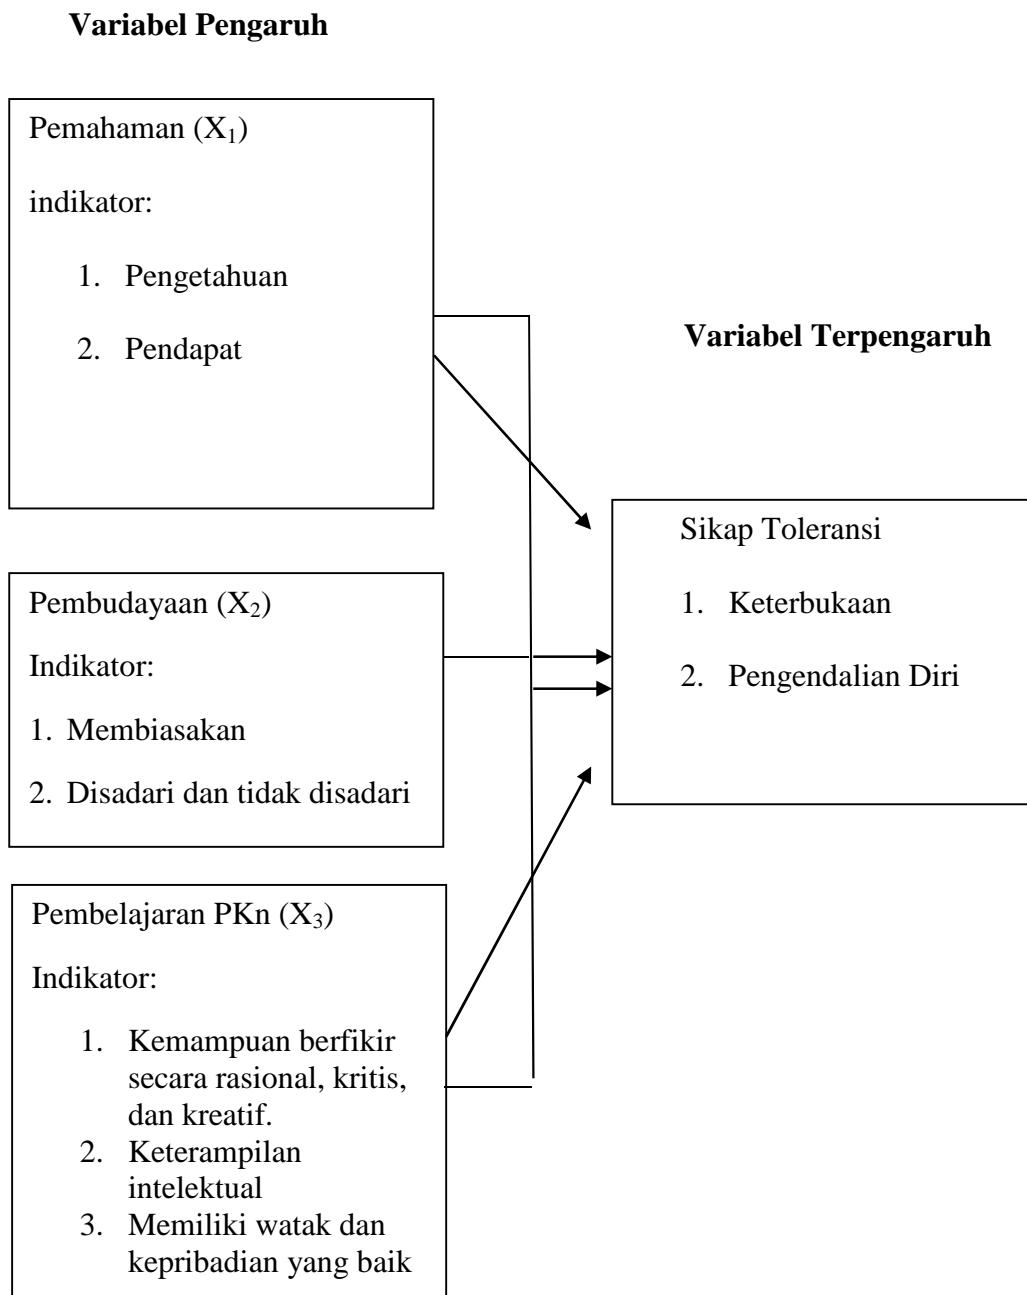 Variabel Pengaruh
Pemahaman (X₁)
indikator:
1. Pengetahuan
2. Pendapat
Variabel Terpengaruh
Sikap Toleransi
1. Keterbukaan
2. Pengendalian Diri
Pembudayaan (X₂)
Indikator:
1. Membiasakan
2. Disadari dan tidak disadari
Pembelajaran PKn (X₃)
Indikator:
1. Kemampuan berfikir
secara rasional, kritis,
dan kreatif.
2. Keterampilan
intelektual
3. Memiliki watak dan
kepribadian yang baik